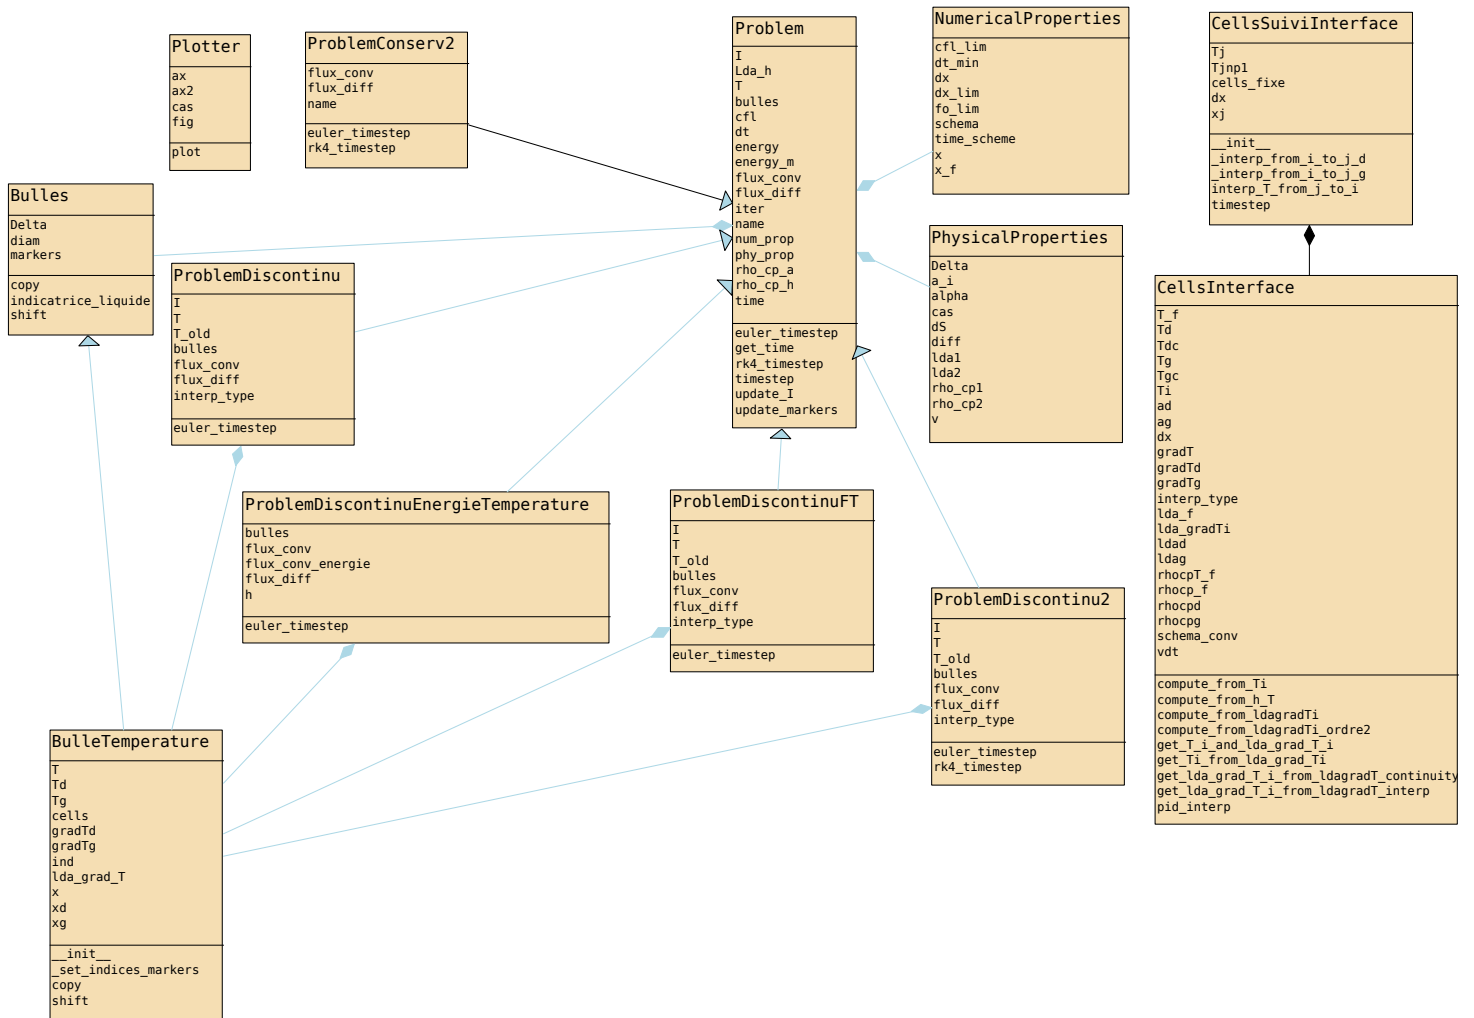 Plotter
ax
ax2
cas
fig
plot
ProblemConserv2
flux_conv
flux_diff
name
euler_timestep
rk4_timestep
Problem
I
Lda_h
T
bulles
cfl
dt
energy
energy_m
flux_conv
flux_diff
iter
name
num_prop
phy_prop
rho_cp_a
rho_cp_h
time
euler_timestep
get_time
rk4_timestep
timestep
update_I
update_markers
NumericalProperties
cfl_lim
dt_min
dx
dx_lim
fo_lim
schema
time_scheme
x
x_f
CellsSuiviInterface
Tj
Tjnp1
cells_fixe
dx
xj
__init__
_interp_from_i_to_j_d
_interp_from_i_to_j_g
interp_T_from_j_to_i
timestep
Bulles
Delta
diam
markers
copy
indicatrice_liquide
shift
ProblemDiscontinu
I
T
T_old
bulles
flux_conv
flux_diff
interp_type
euler_timestep
PhysicalProperties
Delta
a_i
alpha
cas
dS
diff
lda1
lda2
rho_cp1
rho_cp2
v
CellsInterface
T_f
Td
Tdc
Tg
Tgc
Ti
ad
ag
dx
gradT
gradTd
gradTg
interp_type
lda_f
lda_gradTi
ldad
ldag
rhocpT_f
rhocp_f
rhocpd
rhocpg
schema_conv
vdt
compute_from_Ti
compute_from_h_T
compute_from_ldagradTi
compute_from_ldagradTi_ordre2
get_T_i_and_lda_grad_T_i
get_Ti_from_lda_grad_Ti
get_lda_grad_T_i_from_ldagradT_continuity
get_lda_grad_T_i_from_ldagradT_interp
pid_interp
ProblemDiscontinuEnergieTemperature
bulles
flux_conv
flux_conv_energie
flux_diff
h
euler_timestep
ProblemDiscontinuFT
I
T
T_old
bulles
flux_conv
flux_diff
interp_type
euler_timestep
ProblemDiscontinu2
I
T
T_old
bulles
flux_conv
flux_diff
interp_type
euler_timestep
rk4_timestep
BulleTemperature
T
Td
Tg
cells
gradTd
gradTg
ind
lda_grad_T
x
xd
xg
__init__
_set_indices_markers
copy
shift